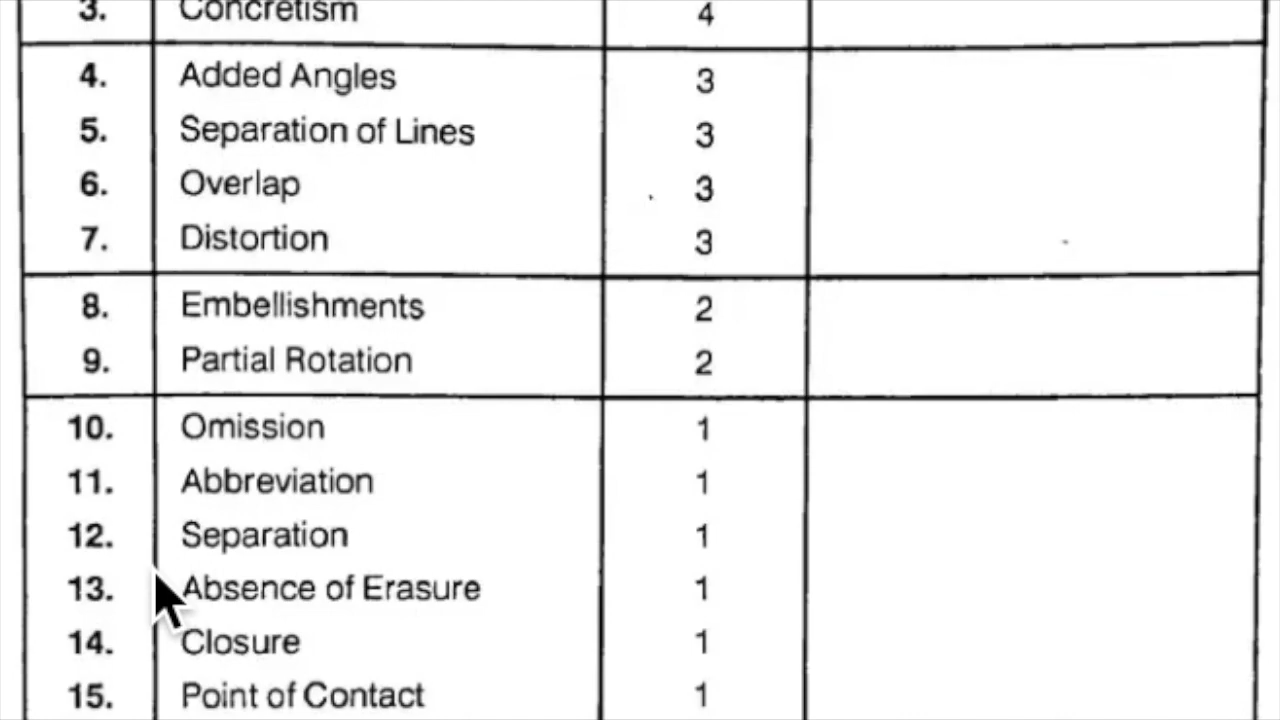 3. Concretism 4
4. Added Angles 3
5. Separation of Lines 3
6. Overlap 3
7. Distortion 3
8. Embellishments 2
9. Partial Rotation 2
10. Omission 1
11. Abbreviation 1
12. Separation 1
13. Absence of Erasure 1
14. Closure 1
15. Point of Contact 1